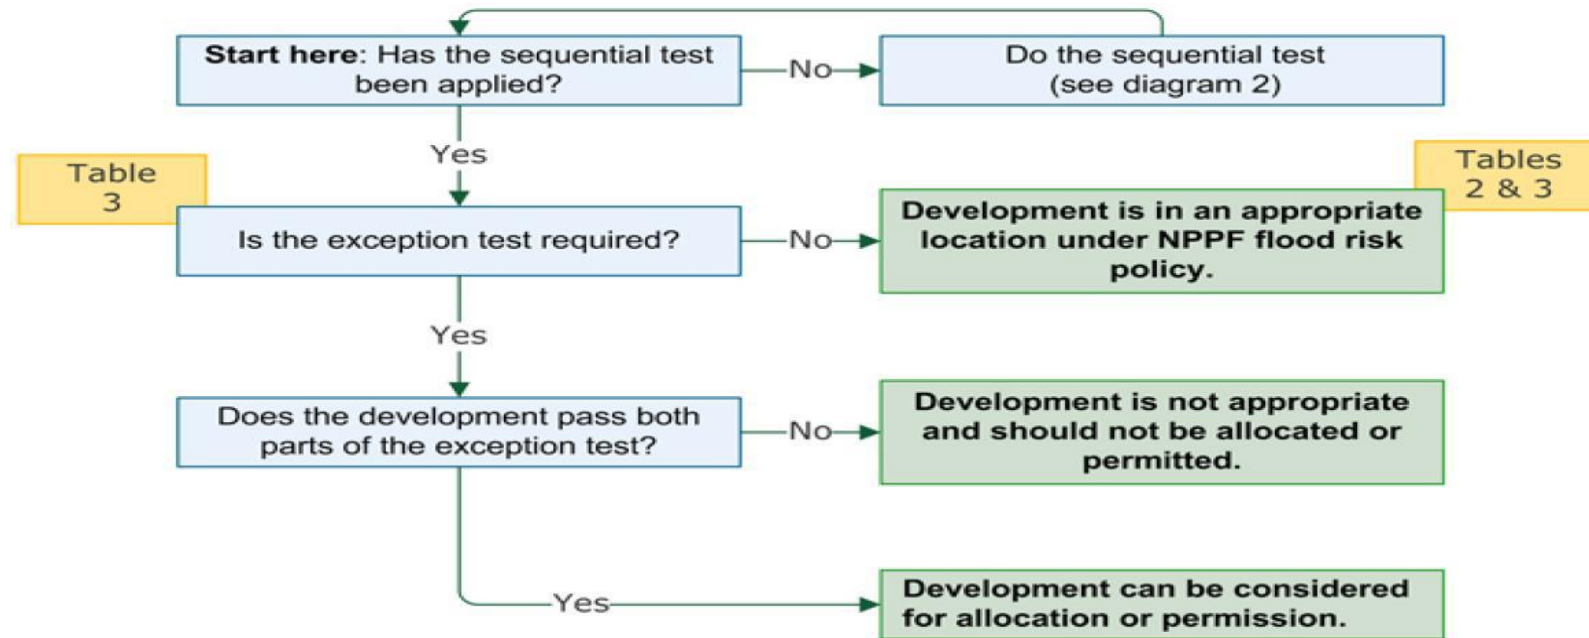 Start here: Has the sequential test
been applied?
No
Do the sequential test
(see diagram 2)
Yes
Table
3
Tables
2 & 3
Is the exception test required?
No
Development is in an appropriate
location under NPPF flood risk
policy.
Yes
Does the development pass both
parts of the exception test?
No
Development is not appropriate
and should not be allocated or
permitted.
Yes
Development can be considered
for allocation or permission.